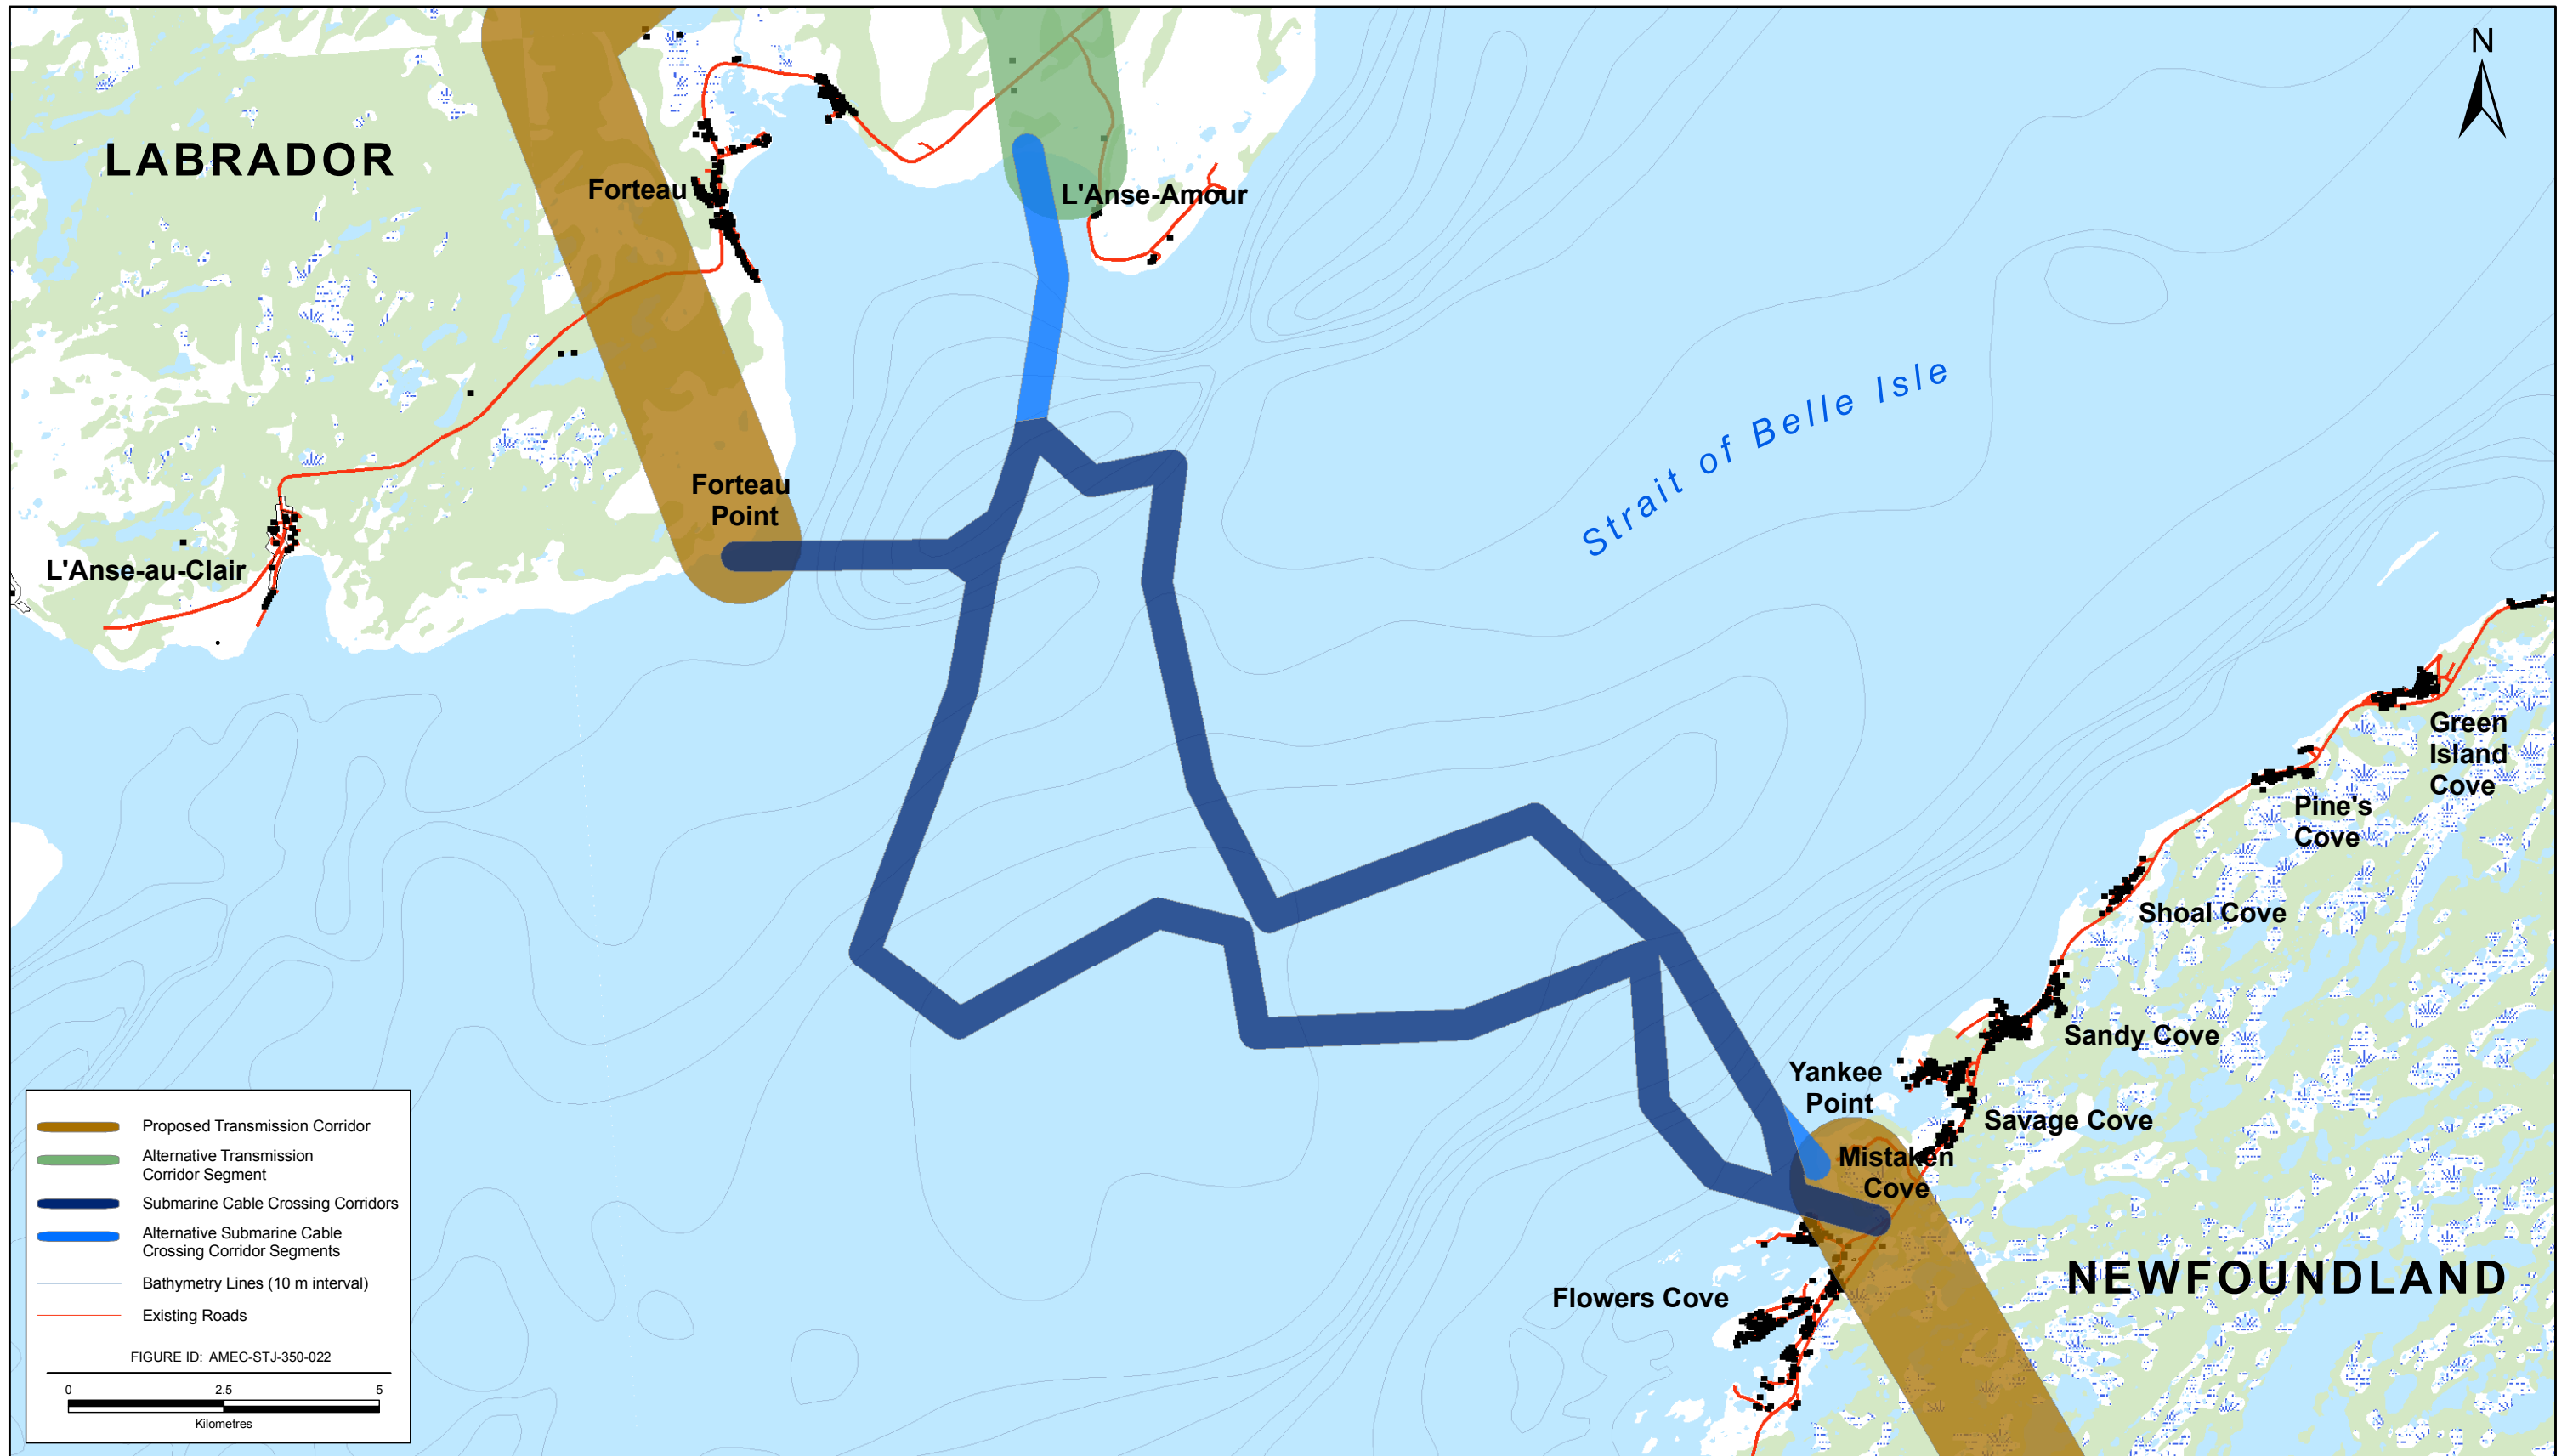 N
LABRADOR
Forteau
L'Anse-Amour
Strait of Belle Isle
Forteau
Point
L'Anse-au-Clair
Green
Island
Cove
Pine's
Cove
Shoal Cove
Sandy Cove
Yankee
Point
Savage Cove
Mistaken
Cove
NEWFOUNDLAND
Flowers Cove
Proposed Transmission Corridor
Alternative Transmission
Corridor Segment
Submarine Cable Crossing Corridors
Alternative Submarine Cable
Crossing Corridor Segments
Bathymetry Lines (10 m interval)
Existing Roads
FIGURE ID: AMEC-STJ-350-022
0 2.5 5
Kilometres